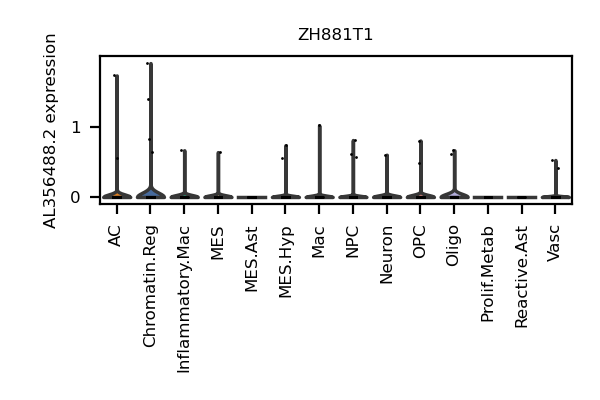 ZH881T1
AL356488.2 expression
1
0
AC
Chromatin.Reg
Inflammatory.Mac
MES
MES.Ast
MES.Hyp
Mac
NPC
Neuron
OPC
Oligo
Prolif.Metab
Reactive.Ast
Vasc